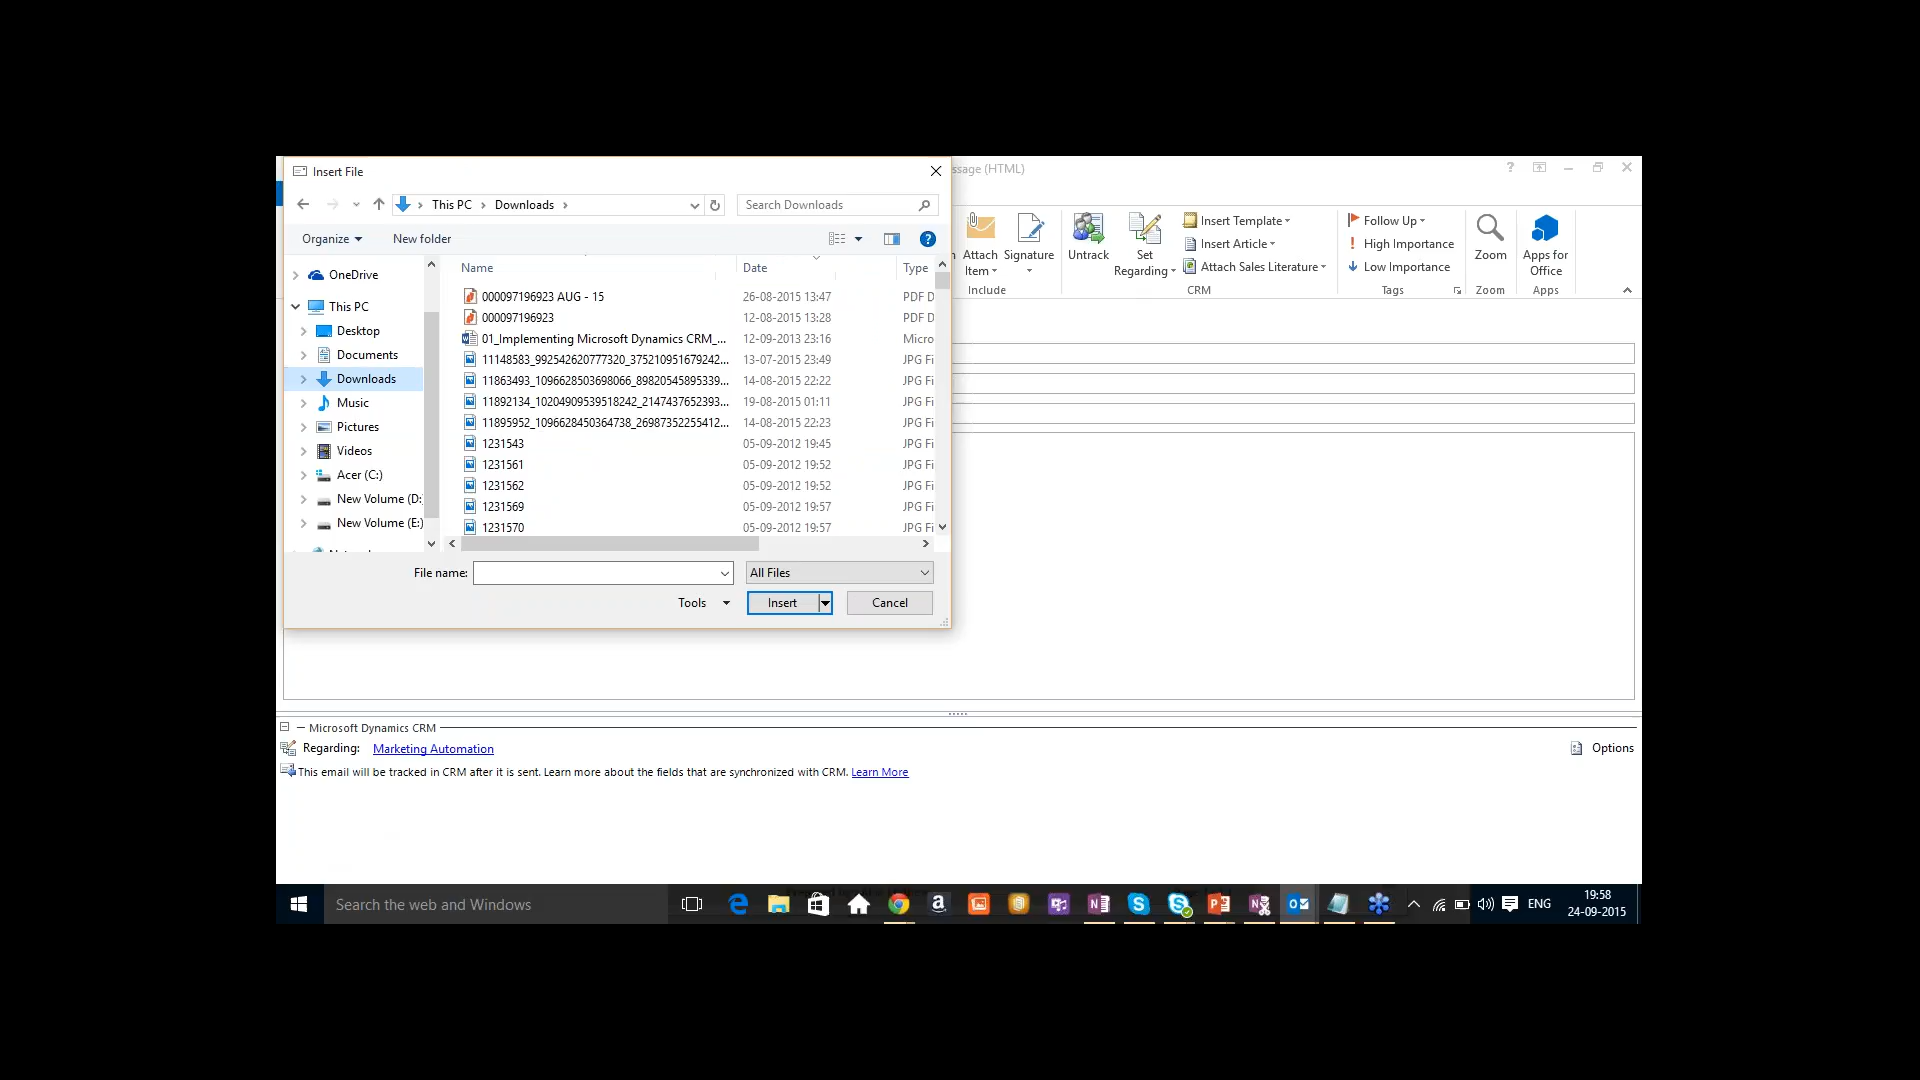 Insert File
ssage (HTML)
This PC > Downloads >
Search Downloads
Organize
New folder
Name Date Type
OneDrive
This PC
Desktop
Documents
Downloads
Music
Pictures
Videos
Acer (C:)
New Volume (D:
New Volume (E:)
000097196923 AUG - 15 26-08-2015 13:47 PDF D
000097196923 12-08-2015 13:28 PDF D
01_Implementing Microsoft Dynamics CRM_... 12-09-2013 23:16 Micro
11148583_992542620777320_375210951679242... 13-07-2015 23:49 JPG Fi
11863493_1096628503698066_89820545895339... 14-08-2015 22:22 JPG Fi
11892134_10204909539518242_2147437652393... 19-08-2015 01:11 JPG Fi
11895952_1096628450364738_26987352255412... 14-08-2015 22:23 JPG Fi
1231543 05-09-2012 19:45 JPG Fi
1231561 05-09-2012 19:52 JPG Fi
1231562 05-09-2012 19:52 JPG Fi
1231569 05-09-2012 19:57 JPG Fi
1231570 05-09-2012 19:57 JPG Fi
File name:
All Files
Tools
Insert
Cancel
Attach Item
Signature
Include
Untrack
Set Regarding
Insert Template
Insert Article
Attach Sales Literature
CRM
Follow Up
High Importance
Low Importance
Tags
Zoom
Zoom
Apps for Office
Apps
Microsoft Dynamics CRM
Regarding: Marketing Automation
Options
This email will be tracked in CRM after it is sent. Learn more about the fields that are synchronized with CRM. Learn More
Search the web and Windows
ENG
19:58
24-09-2015